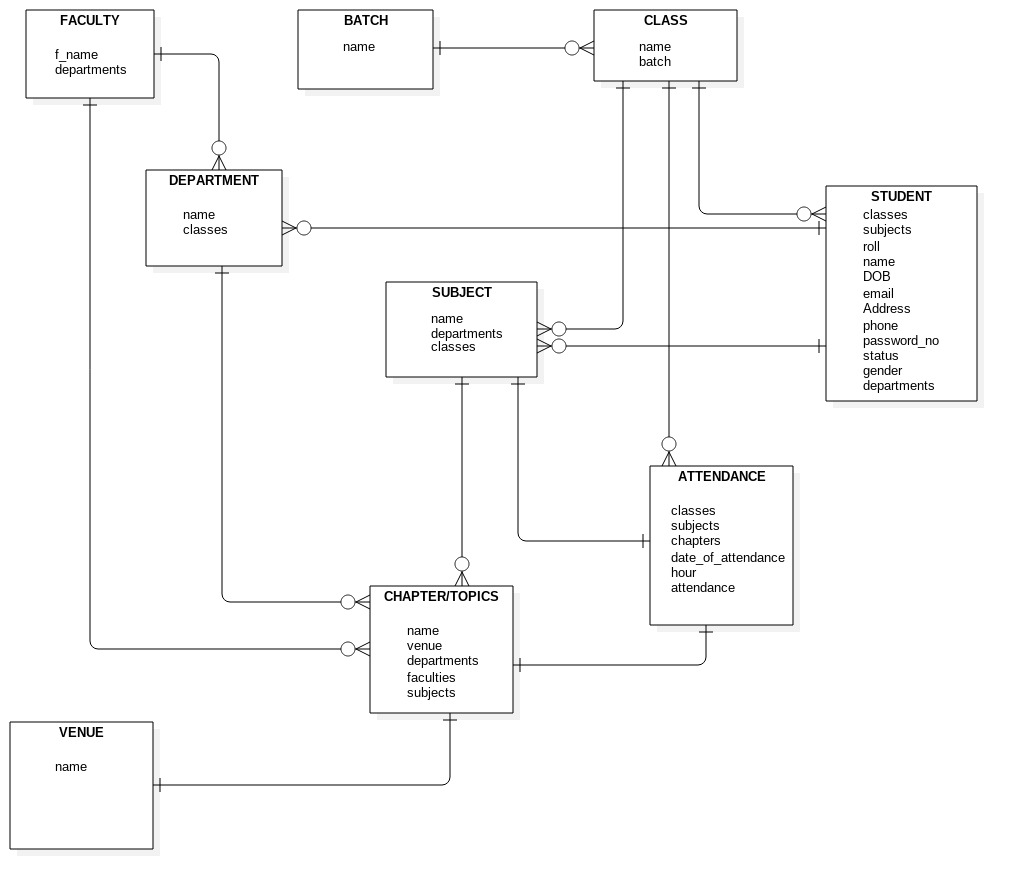 FACULTY
f_name
departments
BATCH
name
CLASS
name
batch
DEPARTMENT
name
classes
STUDENT
classes
subjects
roll
name
DOB
email
Address
phone
password_no
status
gender
departments
SUBJECT
name
departments
classes
ATTENDANCE
classes
subjects
chapters
date_of_attendance
hour
attendance
CHAPTER/TOPICS
name
venue
departments
faculties
subjects
VENUE
name